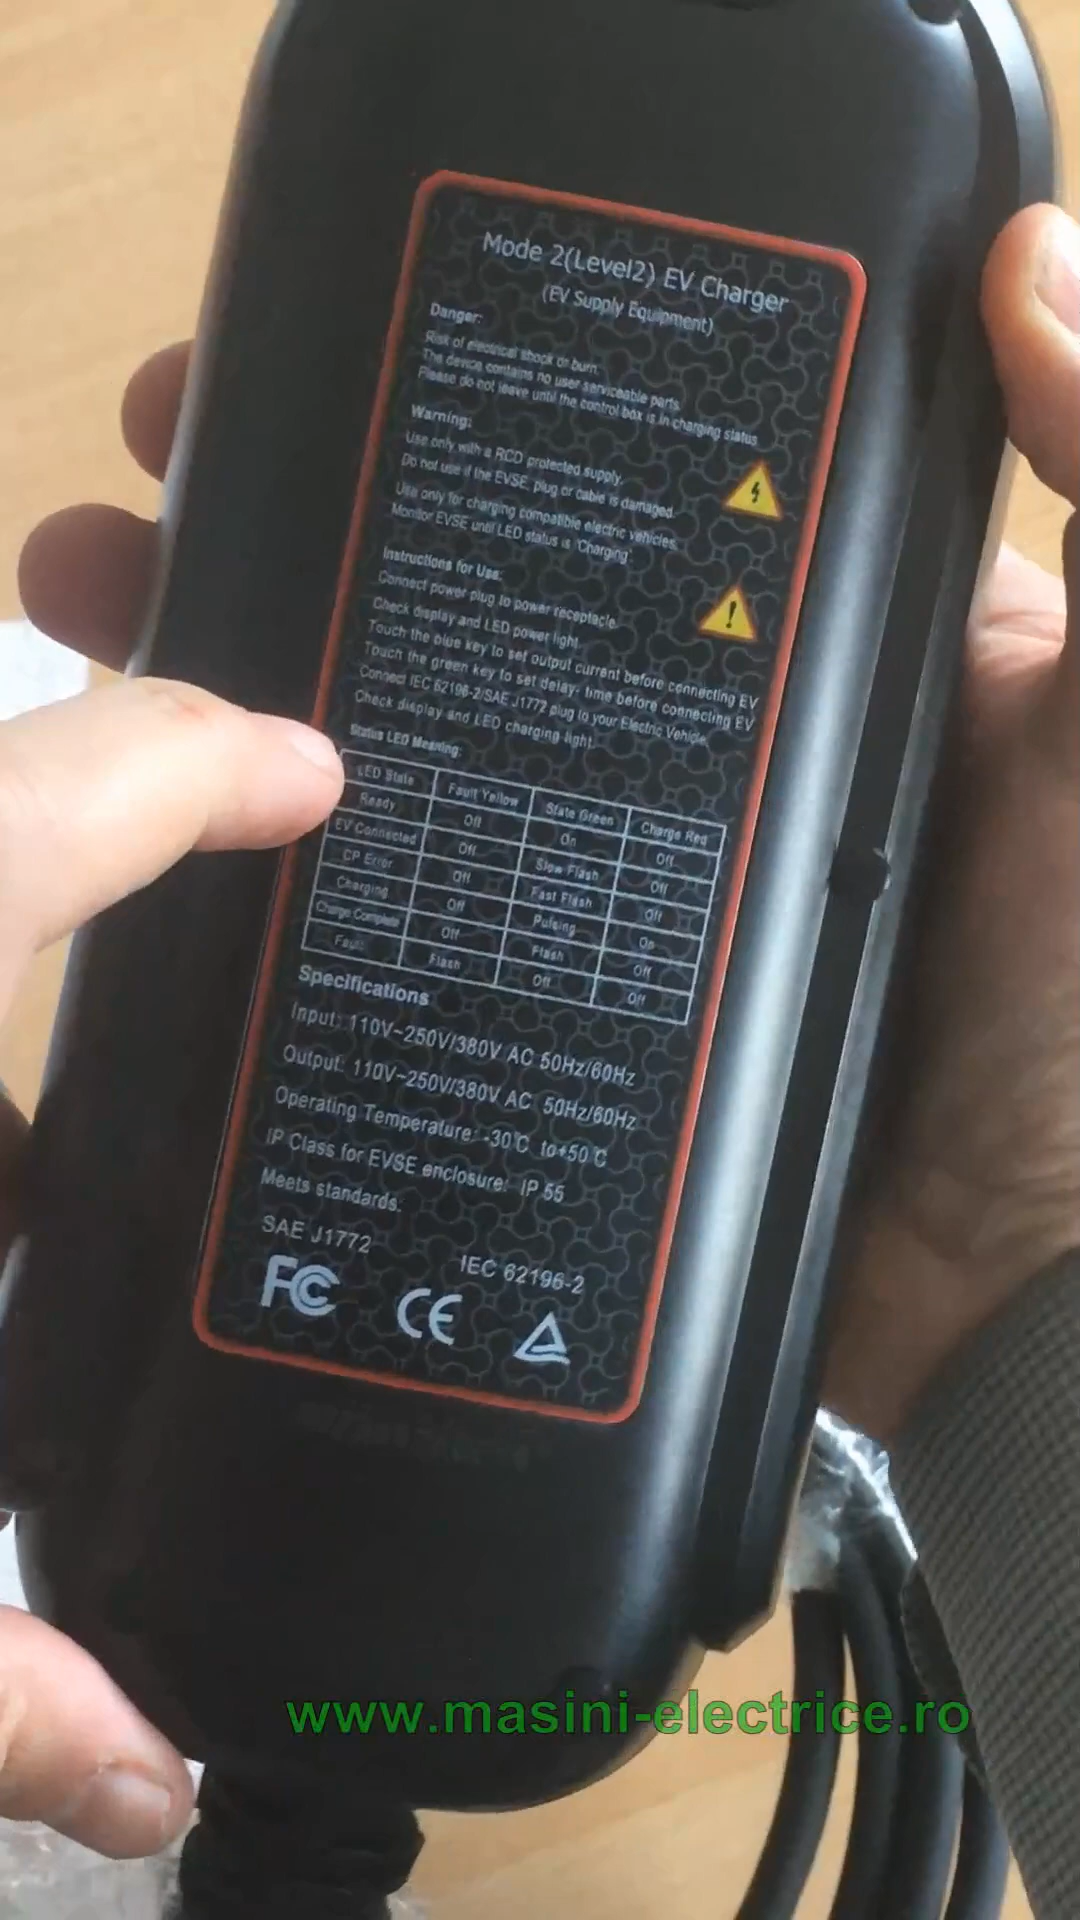 Mode 2(Level2) EV Charger
(EV Supply Equipment)
Danger:
Risk of electrical shock or burn.
The device contains no user serviceable parts.
Please do not leave until the control box is in charging status
Warning:
Use only with a RCD protected supply.
Do not use if the EVSE, plug or cable is damaged.
Use only for charging compatible electric vehicles.
Monitor EVSE until LED status is 'Charging'.
Instructions for Use:
Connect power plug to power receptacle.
Check display and LED power light.
Touch the blue key to set output current before connecting EV
Touch the green key to set delay- time before connecting EV
Connect IEC 62196-2/SAE J1772 plug to your Electric Vehicle.
Check display and LED charging light.
Status LED Meaning:
LED State Fault Yellow State Green Charge Red
Ready Off On Off
EV Connected Off Slow Flash Off
CP Error Off Fast Flash Off
Charging Off Pulsing On
Charge Complete Off Flash Off
Fault Flash Off Off
Specifications
Input: 110V~250V/380V AC 50Hz/60Hz
Output: 110V~250V/380V AC 50Hz/60Hz
Operating Temperature: -30℃ to+50℃
IP Class for EVSE enclosure: IP 55
Meets standards:
SAE J1772 IEC 62196-2
FC CE
www.masini-electrice.ro